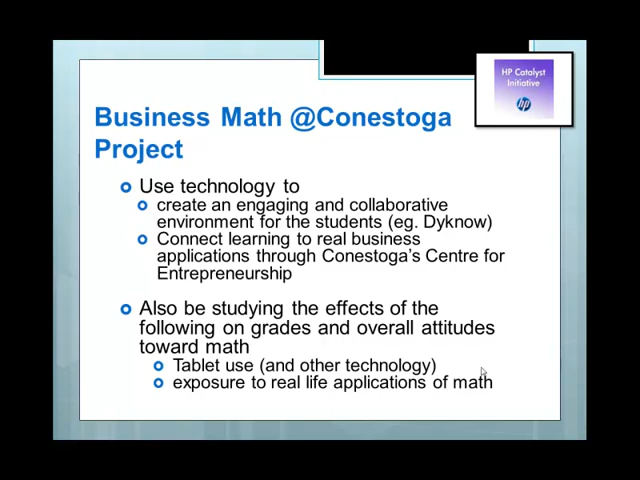 HP Catalyst
Initiative
hp
Business Math @Conestoga
Project
Use technology to
create an engaging and collaborative
environment for the students (eg. Dyknow)
Connect learning to real business
applications through Conestoga's Centre for
Entrepreneurship
Also be studying the effects of the
following on grades and overall attitudes
toward math
Tablet use (and other technology)
exposure to real life applications of math